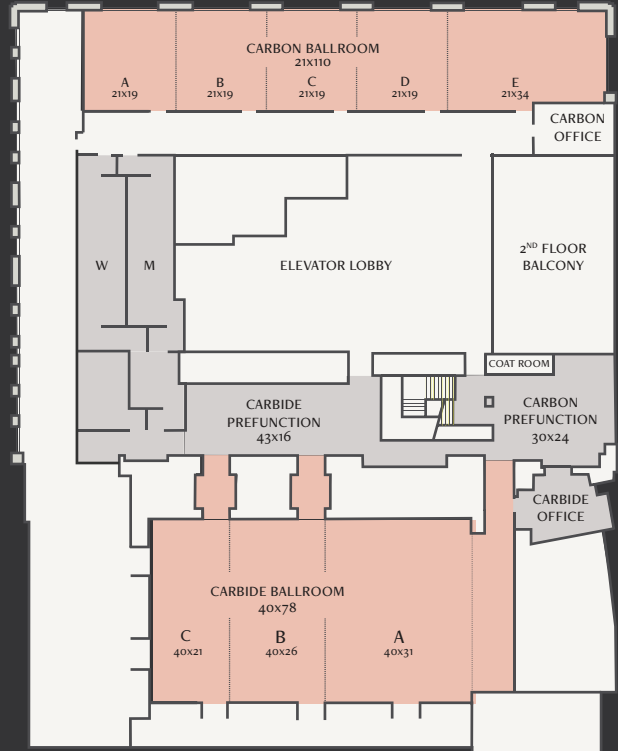 CARBON BALLROOM
21x110
A
21x19
B
21x19
C
21x19
D
21x19
E
21x34
CARBON
OFFICE
W
M
ELEVATOR LOBBY
2ND FLOOR
BALCONY
COAT ROOM
CARBIDE
PREFUNCTION
43x16
CARBON
PREFUNCTION
30x24
CARBIDE
OFFICE
CARBIDE BALLROOM
40x78
C
40x21
B
40x26
A
40x31